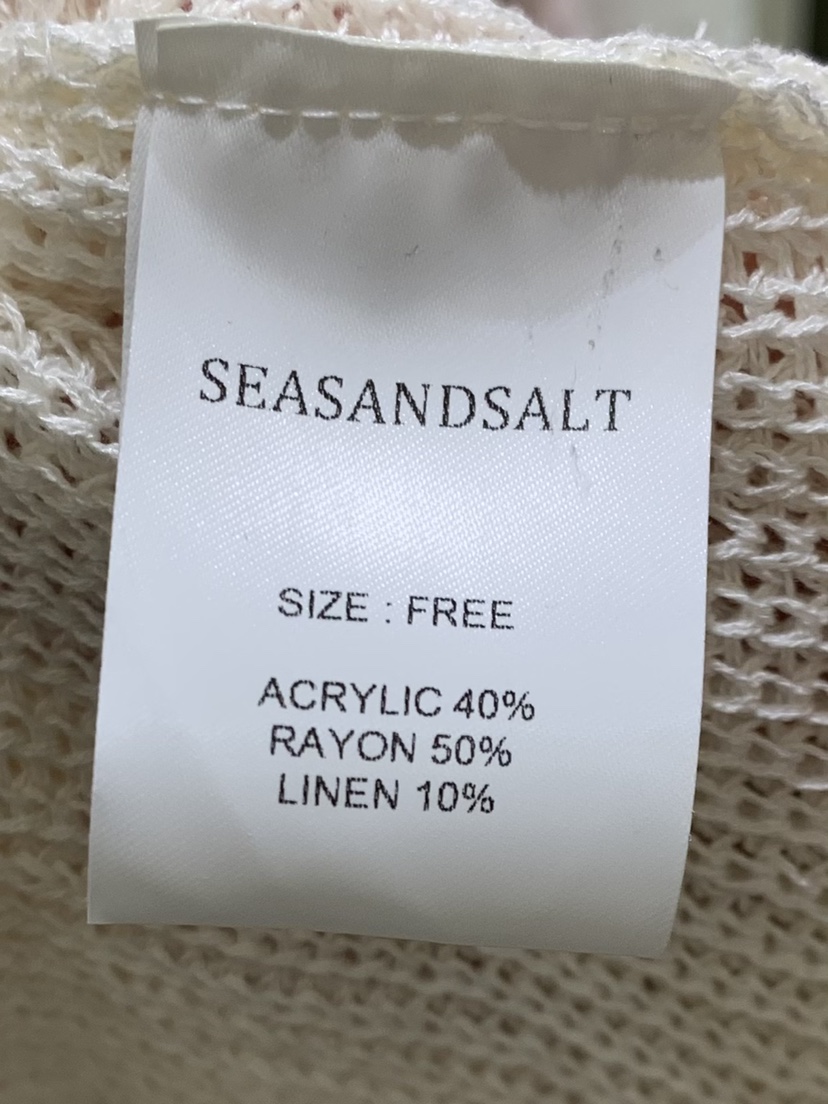 SEASANDSALT
SIZE : FREE
ACRYLIC 40%
RAYON 50%
LINEN 10%